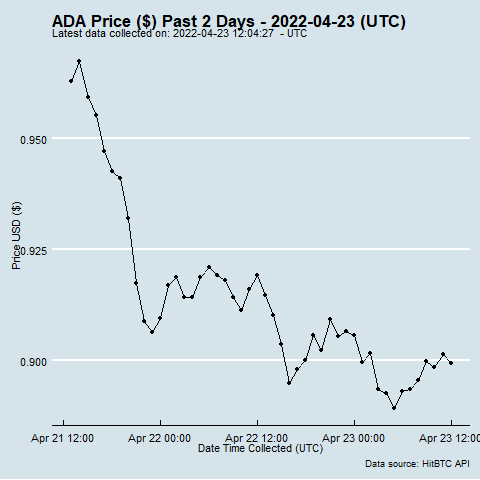 ADA Price ($) Past 2 Days - 2022-04-23 (UTC)
Latest data collected on: 2022-04-23 12:04:27 - UTC
0.950
0.925
0.900
Price USD ($)
Apr 21 12:00 Apr 22 00:00 Apr 22 12:00 Apr 23 00:00 Apr 23 12:00
Date Time Collected (UTC)
Data source: HitBTC API